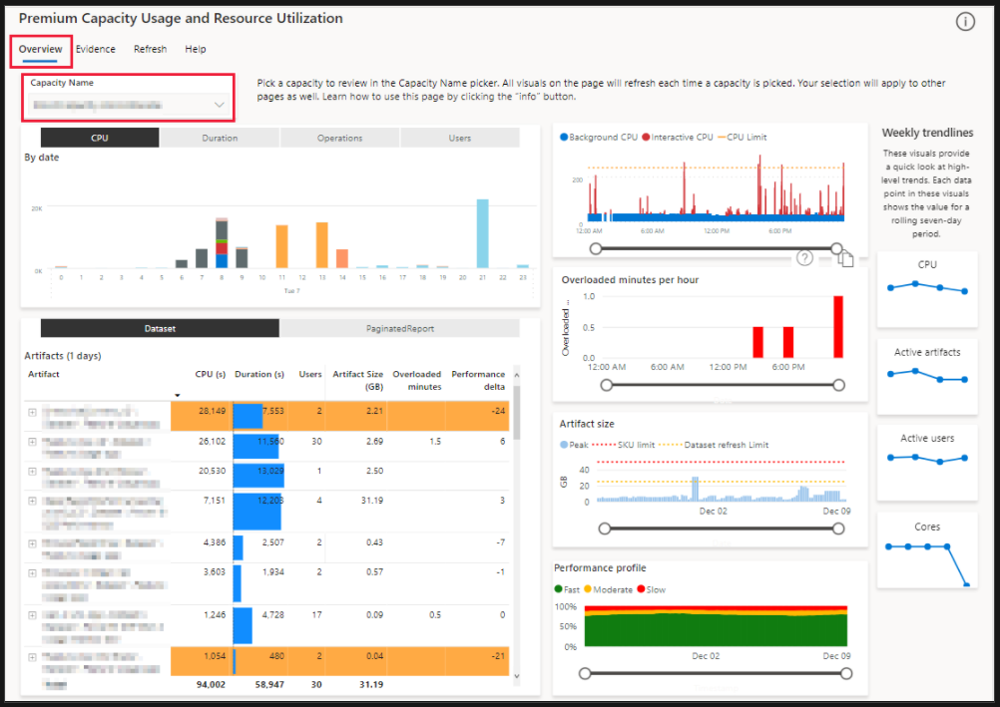 Premium Capacity Usage and Resource Utilization
Overview Evidence Refresh Help
Capacity Name
Pick a capacity to review in the Capacity Name picker. All visuals on the page will refresh each time a capacity is picked. Your selection will apply to other
pages as well. Learn how to use this page by clicking the "info" button.
CPU Duration Operations Users
By date
20K
0K
0 1 2 3 4 5 6 7 8 9 10 11 12 13 14 15 16 17 18 19 20 21 22 23
Tue 7
Dataset PaginatedReport
Artifacts (1 days)
Artifact CPU (s) Duration (s) Users Artifact Size Overloaded Performance
(GB) minutes delta
28,149 7,553 2 2.21 -24
26,102 11,560 30 2.69 1.5 6
20,530 13,029 1 2.50
7,151 12,203 4 31.19 3
4,386 2,507 2 0.43 -7
3,603 1,934 2 0.57 -1
1,246 4,728 17 0.09 0.5 0
1,054 480 2 0.04 -21
94,002 58,947 30 31.19
Background CPU Interactive CPU CPU Limit
200
0
12:00 AM 6:00 AM 12:00 PM 6:00 PM
Overloaded minutes per hour
Overloaded ...
1.0
0.5
0.0
12:00 AM 6:00 AM 12:00 PM 6:00 PM
Artifact size
Peak SKU limit Dataset refresh Limit
GB
40
20
0
Dec 02 Dec 09
Performance profile
Fast Moderate Slow
100%
50%
0%
Dec 02 Dec 09
Weekly trendlines
These visuals provide
a quick look at high-
level trends. Each data
point in these visuals
shows the value for a
rolling seven-day
period.
CPU
Active artifacts
Active users
Cores